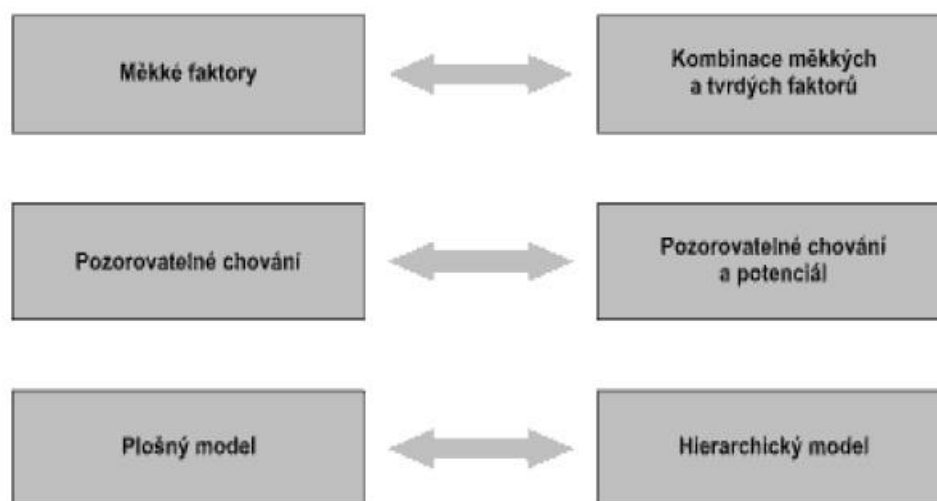 Měkké faktory
Kombinace měkkých
a tvrdých faktorů
Pozorovatelné chování
Pozorovatelné chování
a potenciál
Plošný model
Hierarchický model